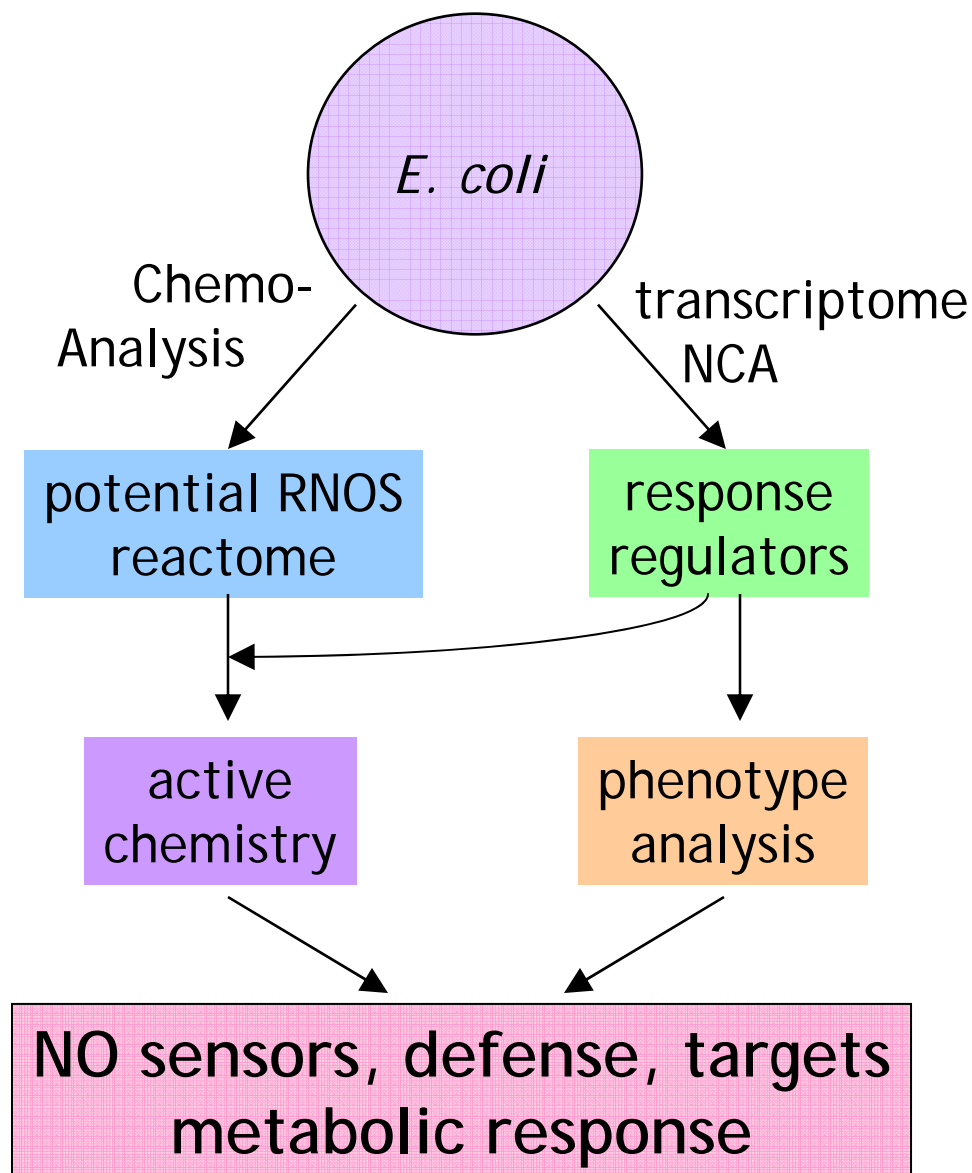 E. coli
Chemo-
Analysis
transcriptome
NCA
potential RNOS
reactome
response
regulators
active
chemistry
phenotype
analysis
NO sensors, defense, targets
metabolic response